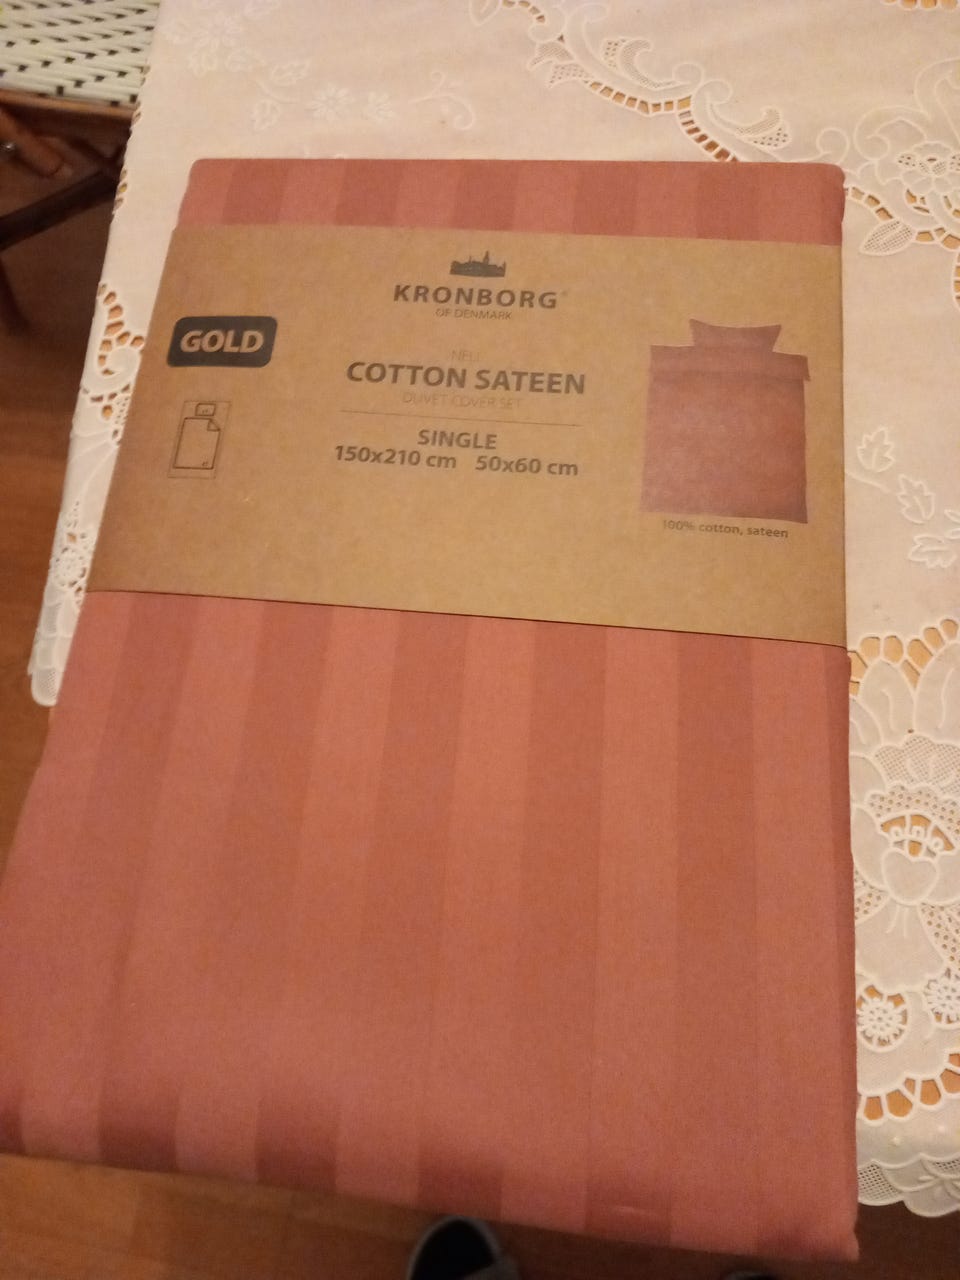 KRONBORG®
OF DENMARK
GOLD
NELL
COTTON SATEEN
DUVET COVER SET
SINGLE
150x210 cm 50x60 cm
100% cotton, sateen